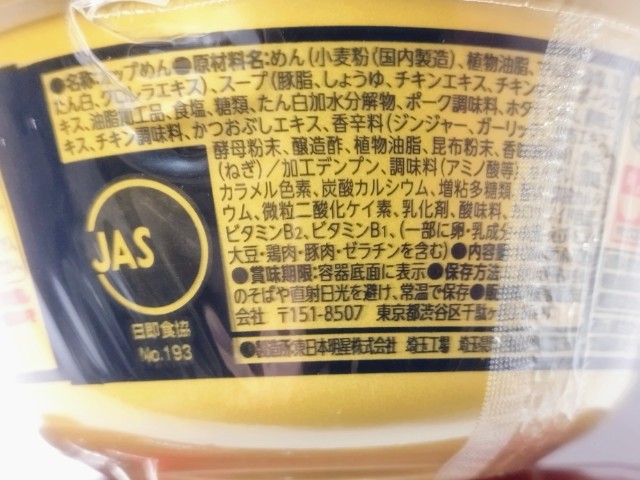 ●名称:カップめん●原材料名:めん(小麦粉(国内製造)、植物油脂、
たん白、クロレラエキス)、スープ(豚脂、しょうゆ、チキンエキス、チキン
キス、油脂加工品、食塩、糖類、たん白加水分解物、ポーク調味料、ホタ
キス、チキン調味料、かつおぶしエキス、香辛料(ジンジャー、ガーリッ
酵母粉末、醸造酢、植物油脂、昆布粉末、香味
(ねぎ)/加工デンプン、調味料(アミノ酸等)
カラメル色素、炭酸カルシウム、増粘多糖類、
ウム、微粒二酸化ケイ素、乳化剤、酸味料、
ビタミンB2、ビタミンB1、(一部に卵・乳成分・
大豆・鶏肉・豚肉・ゼラチンを含む)●内容量
●賞味期限:容器底面に表示●保存方法
のそばや直射日光を避け、常温で保存●販
会社 〒151-8507 東京都渋谷区千駄ヶ
●製造所:東日本明星株式会社 埼玉工場 埼玉県
JAS
日即食協
No.193